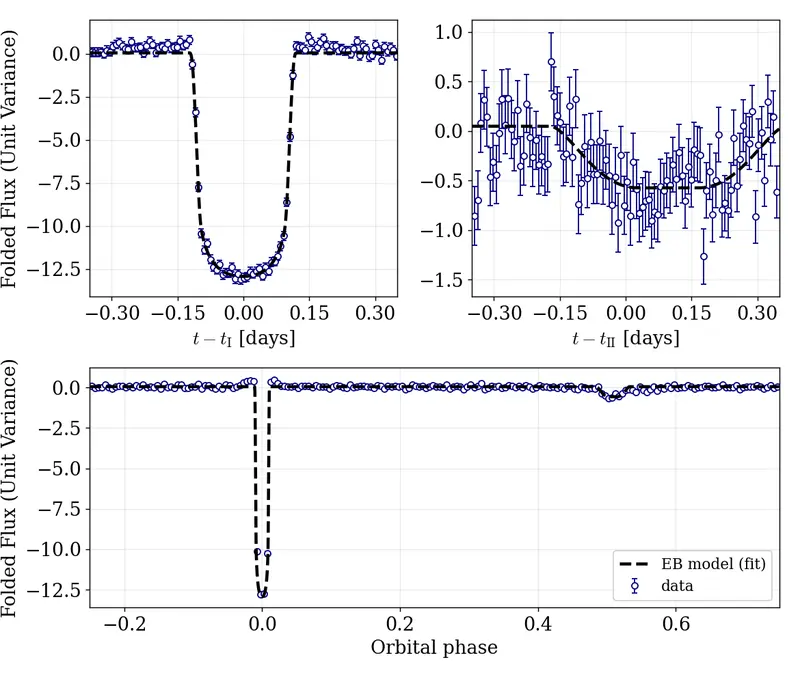 Folded Flux (Unit Variance)
0.0
−2.5
−5.0
−7.5
−10.0
−12.5
−0.30 −0.15 0.00 0.15 0.30
t − tI [days]
1.0
0.5
0.0
−0.5
−1.0
−1.5
−0.30 −0.15 0.00 0.15 0.30
t − tII [days]
Folded Flux (Unit Variance)
0.0
−2.5
−5.0
−7.5
−10.0
−12.5
EB model (fit)
data
−0.2 0.0 0.2 0.4 0.6
Orbital phase